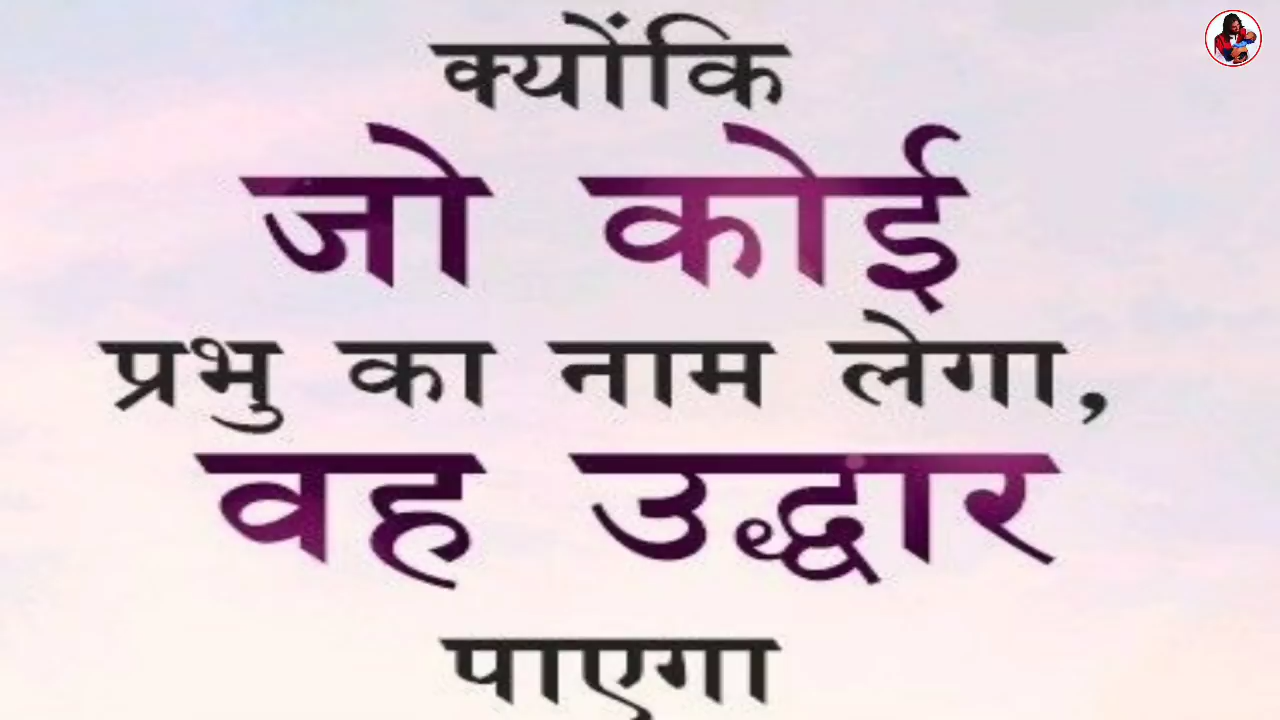 क्योंकि
जो कोई
प्रभु का नाम लेगा,
वह उद्धार
पाएगा